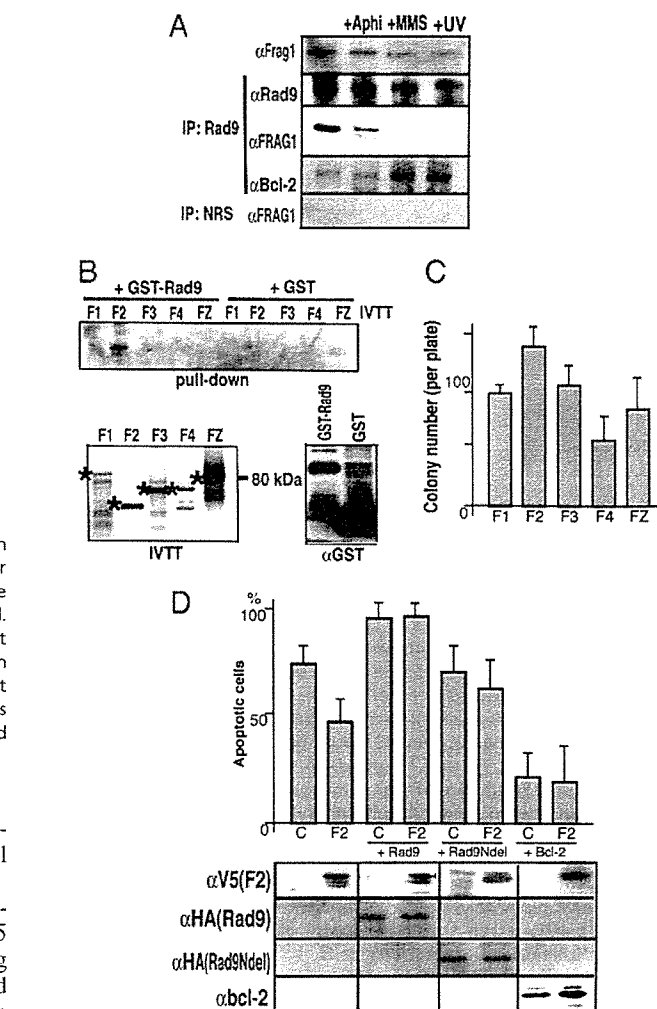 A
+Aphi +MMS +UV
αFrag1
αRad9
IP: Rad9
αFRAG1
αBcl-2
IP: NRS αFRAG1
B
+ GST-Rad9 + GST
F1 F2 F3 F4 FZ F1 F2 F3 F4 FZ IVTT
pull-down
F1 F2 F3 F4 FZ
* * * * *
80 kDa
IVTT
GST-Rad9 GST
αGST
C
Colony number (per plate)
100
0
F1 F2 F3 F4 FZ
D
%
100
Apoptotic cells
50
0
C F2 C F2 C F2 C F2
+ Rad9 + Rad9Ndel + Bcl-2
αV5(F2)
αHA(Rad9)
αHA(Rad9Ndel)
αbcl-2
n
r
e
l.
t
n
t
s
d
-
l
-
5
g
d